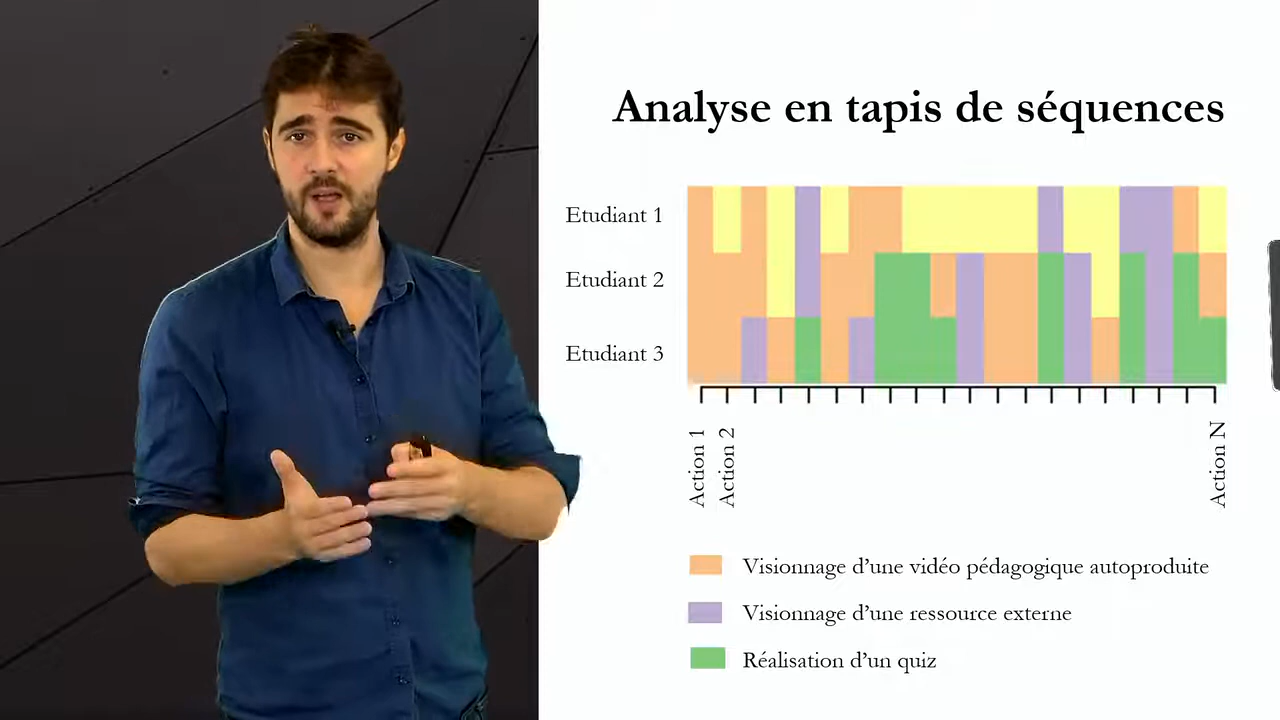 Analyse en tapis de séquences
Etudiant 1
Etudiant 2
Etudiant 3
Action 1
Action 2
Action N
Visionnage d'une vidéo pédagogique autoproduite
Visionnage d'une ressource externe
Réalisation d'un quiz